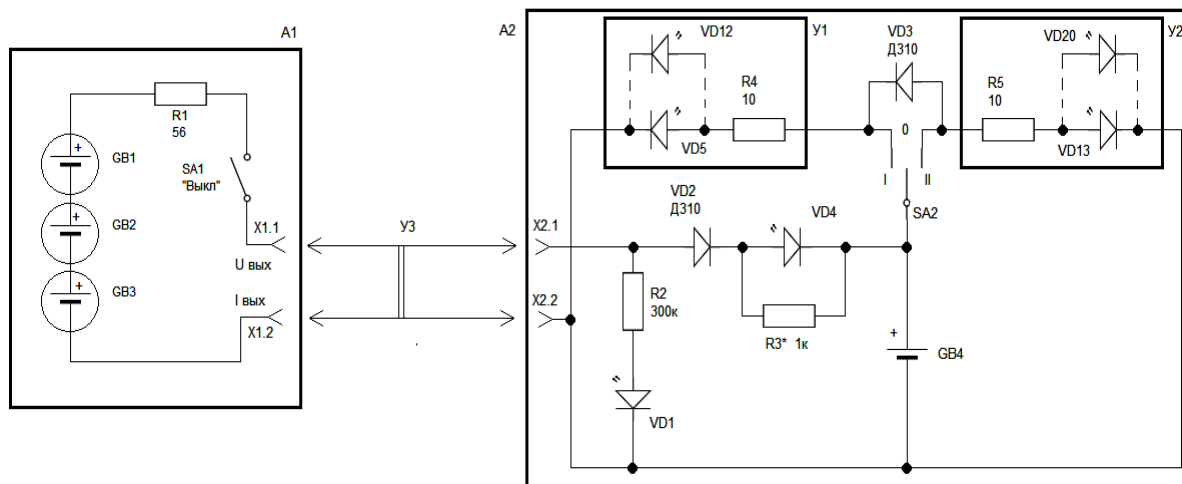 А1
R1
56
GB1
GB2
GB3
+
+
+
SA1
"Выкл"
X1.1
U вых
I вых
X1.2
У3
А2
X2.1
X2.2
VD12
У1
R4
10
VD5
VD3
Д310
0
I
II
SA2
VD20
У2
R5
10
VD13
VD2
Д310
VD4
R2
300к
R3* 1к
VD1
+
GB4